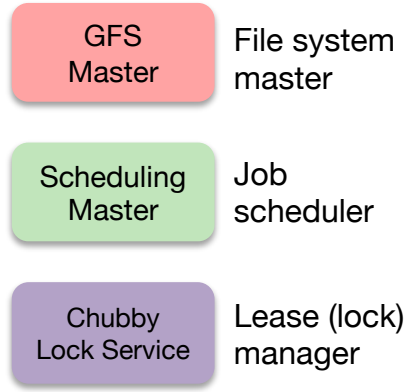 GFS
Master
File system
master
Scheduling
Master
Job
scheduler
Chubby
Lock Service
Lease (lock)
manager